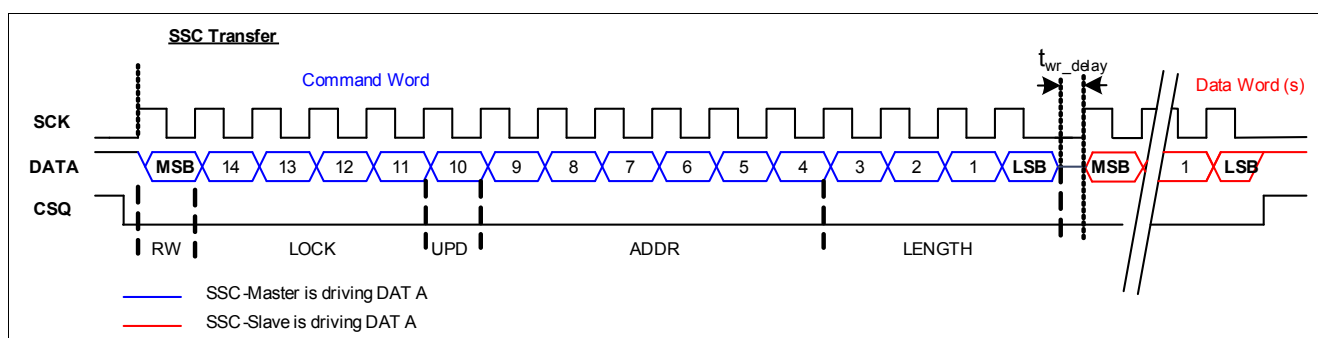 SSC Transfer
Command Word
t wr_delay
Data Word (s)
SCK
DATA MSB 14 13 12 11 10 9 8 7 6 5 4 3 2 1 LSB MSB 1 LSB
CSQ
RW LOCK UPD ADDR LENGTH
SSC-Master is driving DAT A
SSC-Slave is driving DAT A